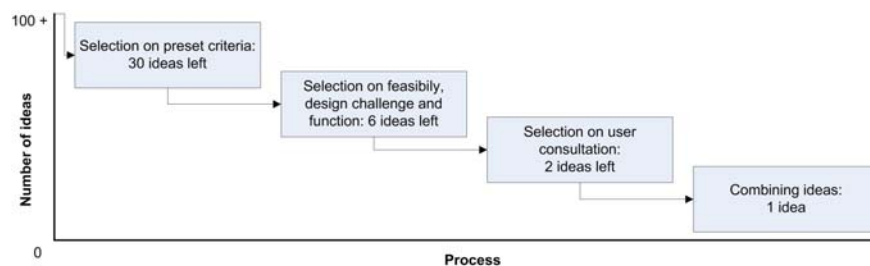 100 +
Selection on preset criteria:
30 ideas left
Selection on feasibily,
design challenge and
function: 6 ideas left
Selection on user
consultation:
2 ideas left
Combining ideas:
1 idea
Number of ideas
0
Process